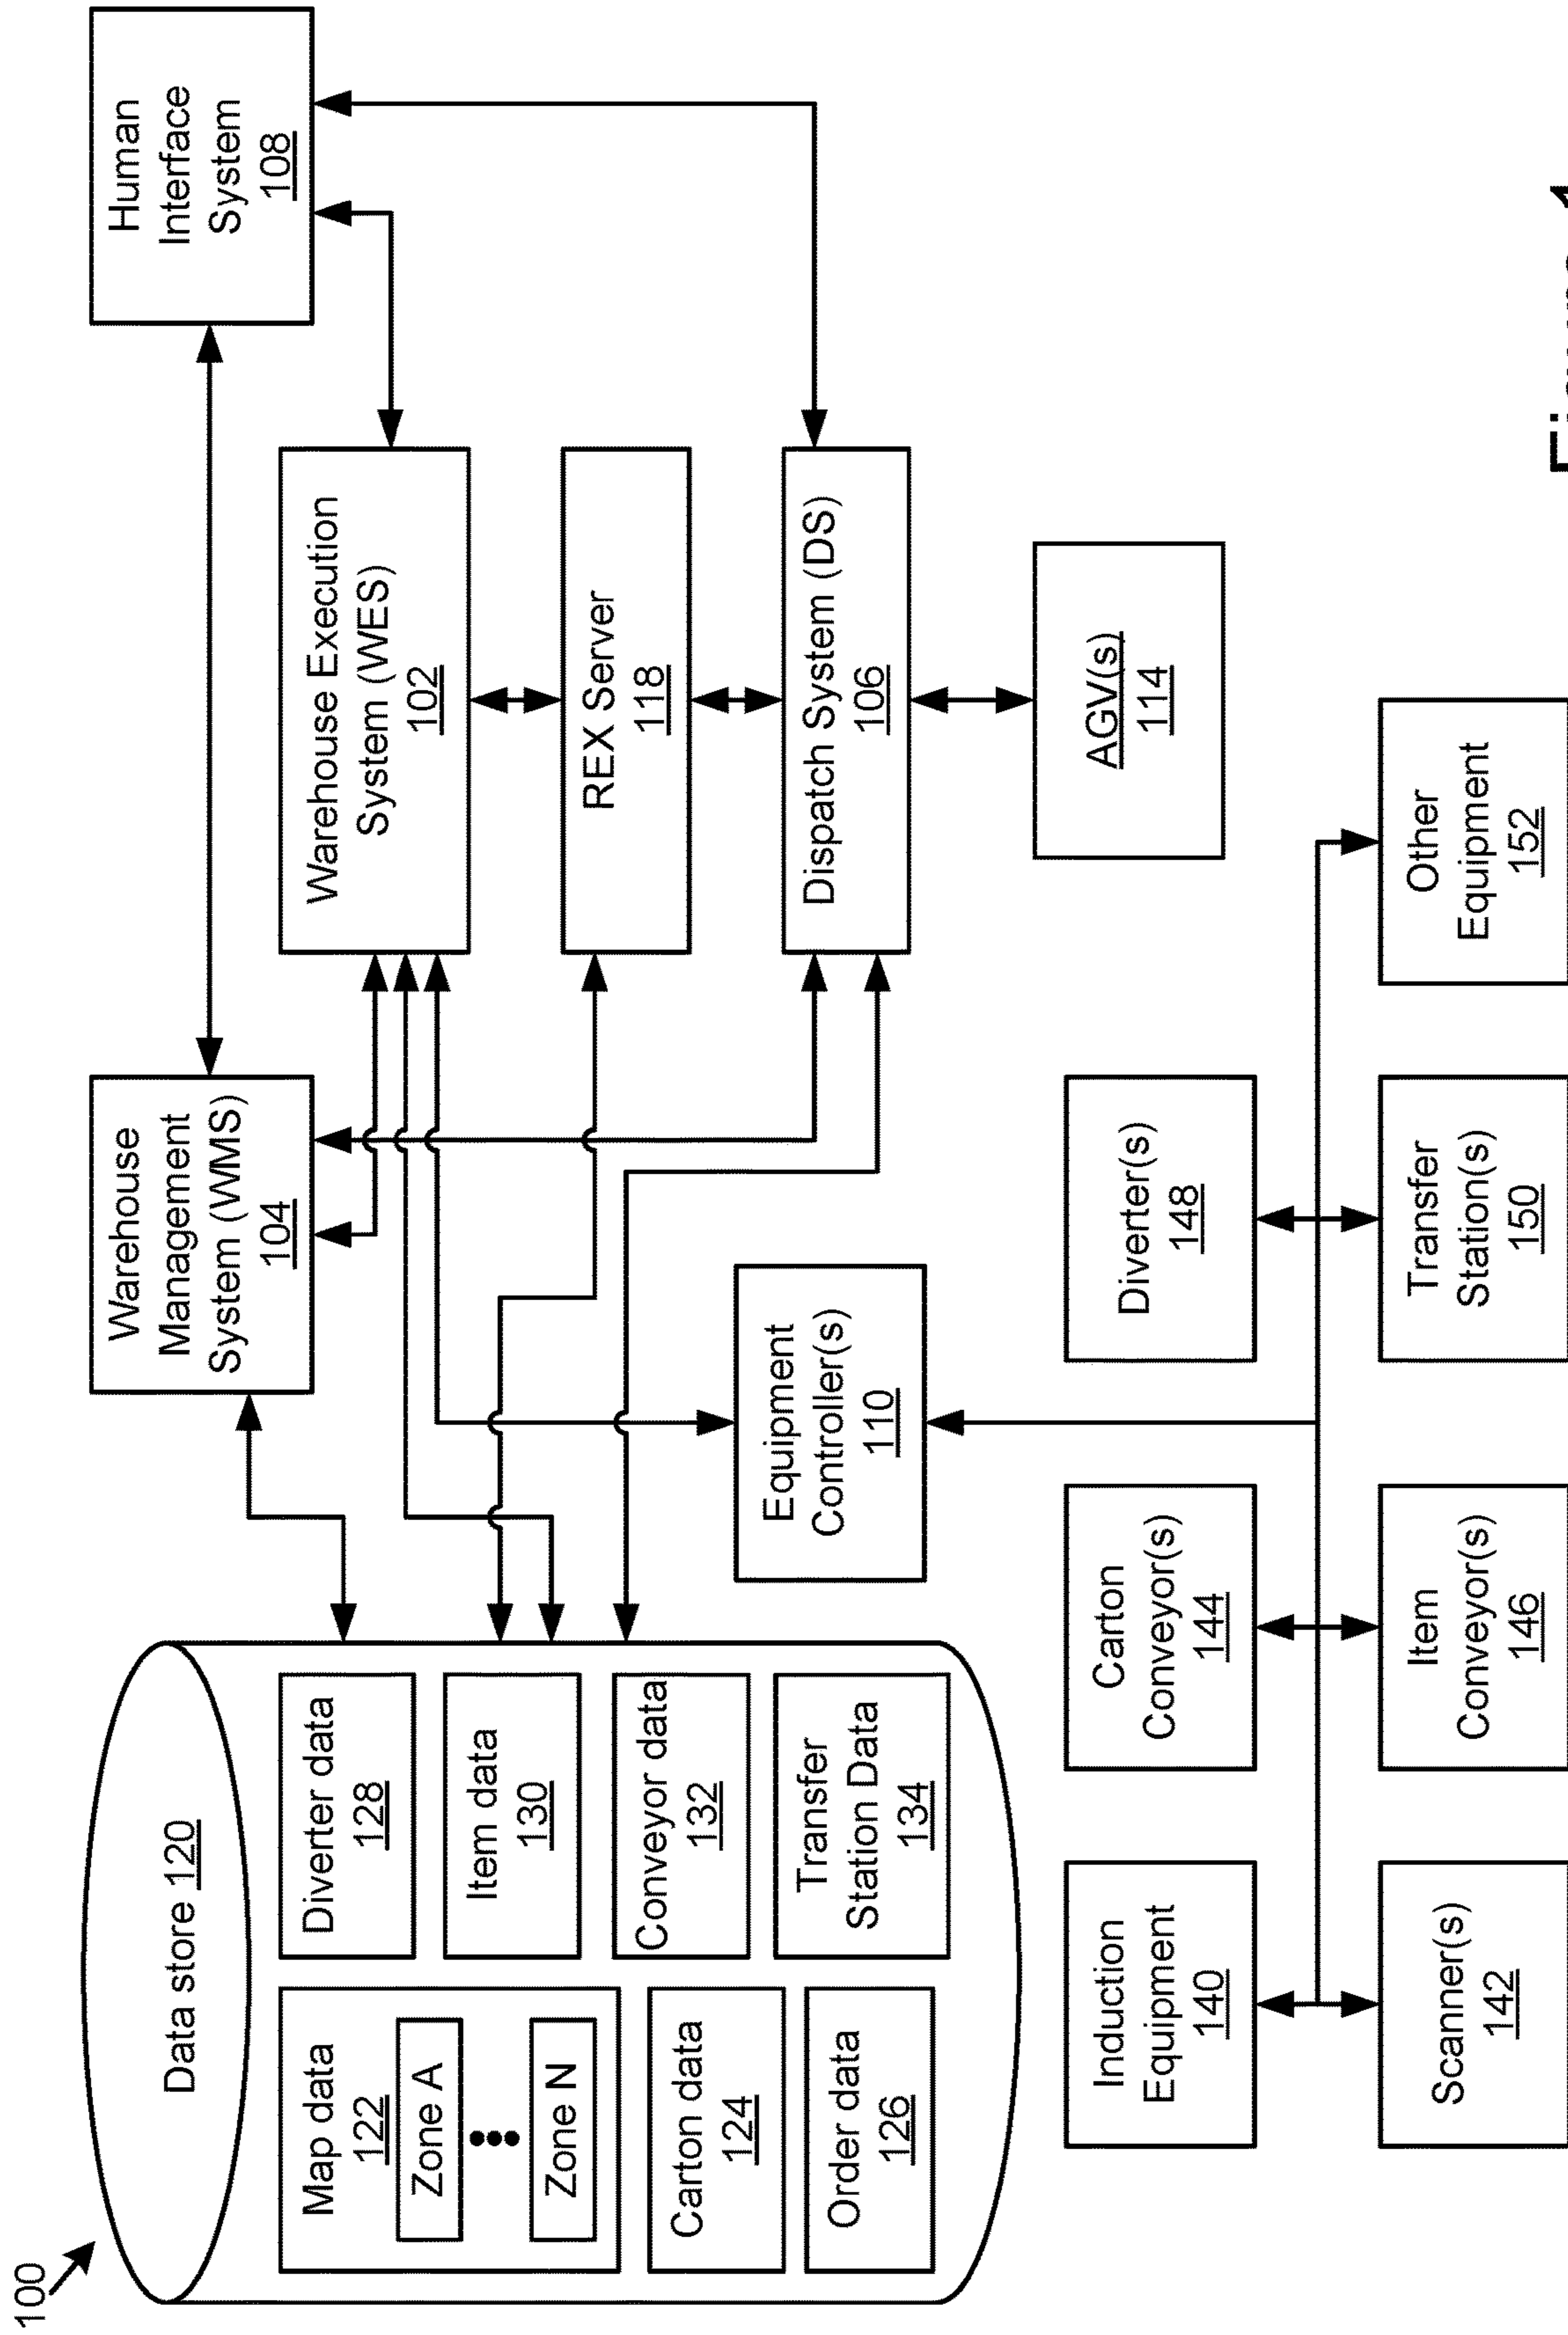 100
Data store 120
Map data
122
Zone A
Zone N
Carton data
124
Order data
126
Diverter data
128
Item data
130
Conveyor data
132
Transfer
Station Data
134
Warehouse
Management
System (WMS)
104
Human
Interface
System
108
Warehouse Execution
System (WES)
102
REX Server
118
Dispatch System (DS)
106
AGV(s)
114
Equipment
Controller(s)
110
Induction
Equipment
140
Scanner(s)
142
Carton
Conveyor(s)
144
Item
Conveyor(s)
146
Diverter(s)
148
Transfer
Station(s)
150
Other
Equipment
152
Figure 1